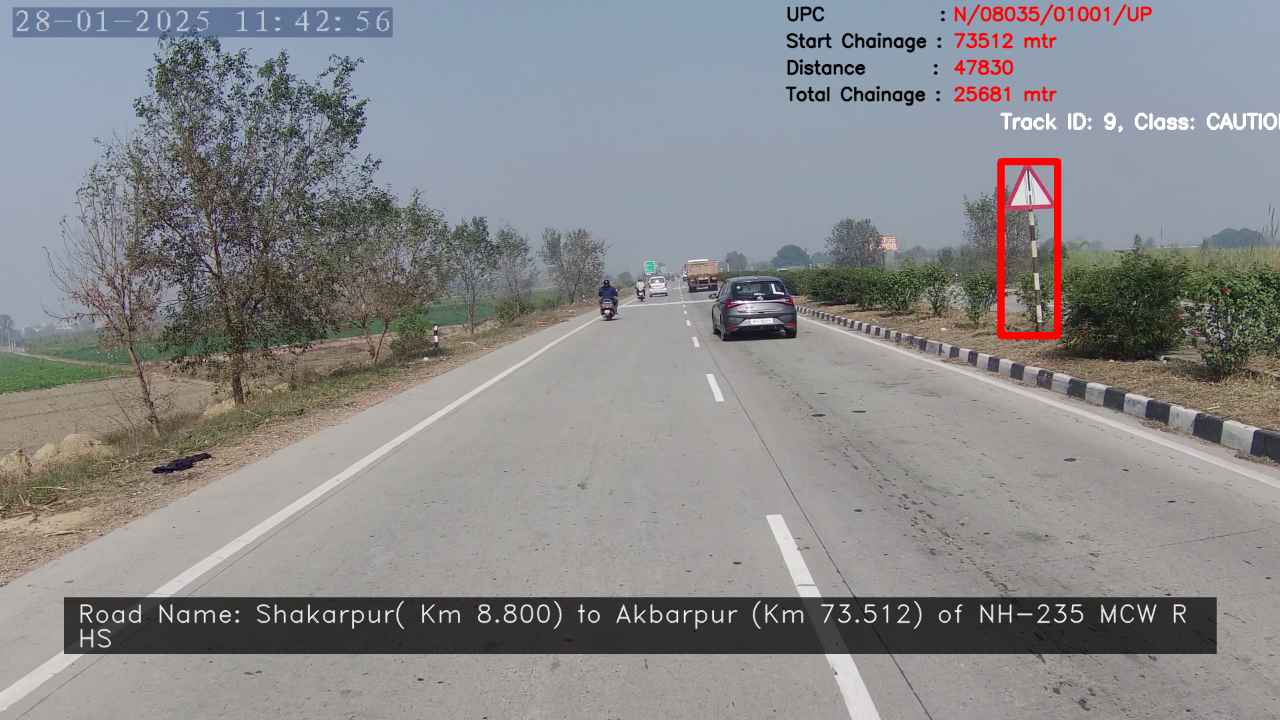 28-01-2025 11:42:56
UPC : N/08035/01001/UP
Start Chainage : 73512 mtr
Distance : 47830
Total Chainage : 25681 mtr
Track ID: 9, Class: CAUTIO
Road Name: Shakarpur( Km 8.800) to Akbarpur (Km 73.512) of NH-235 MCW R
HS